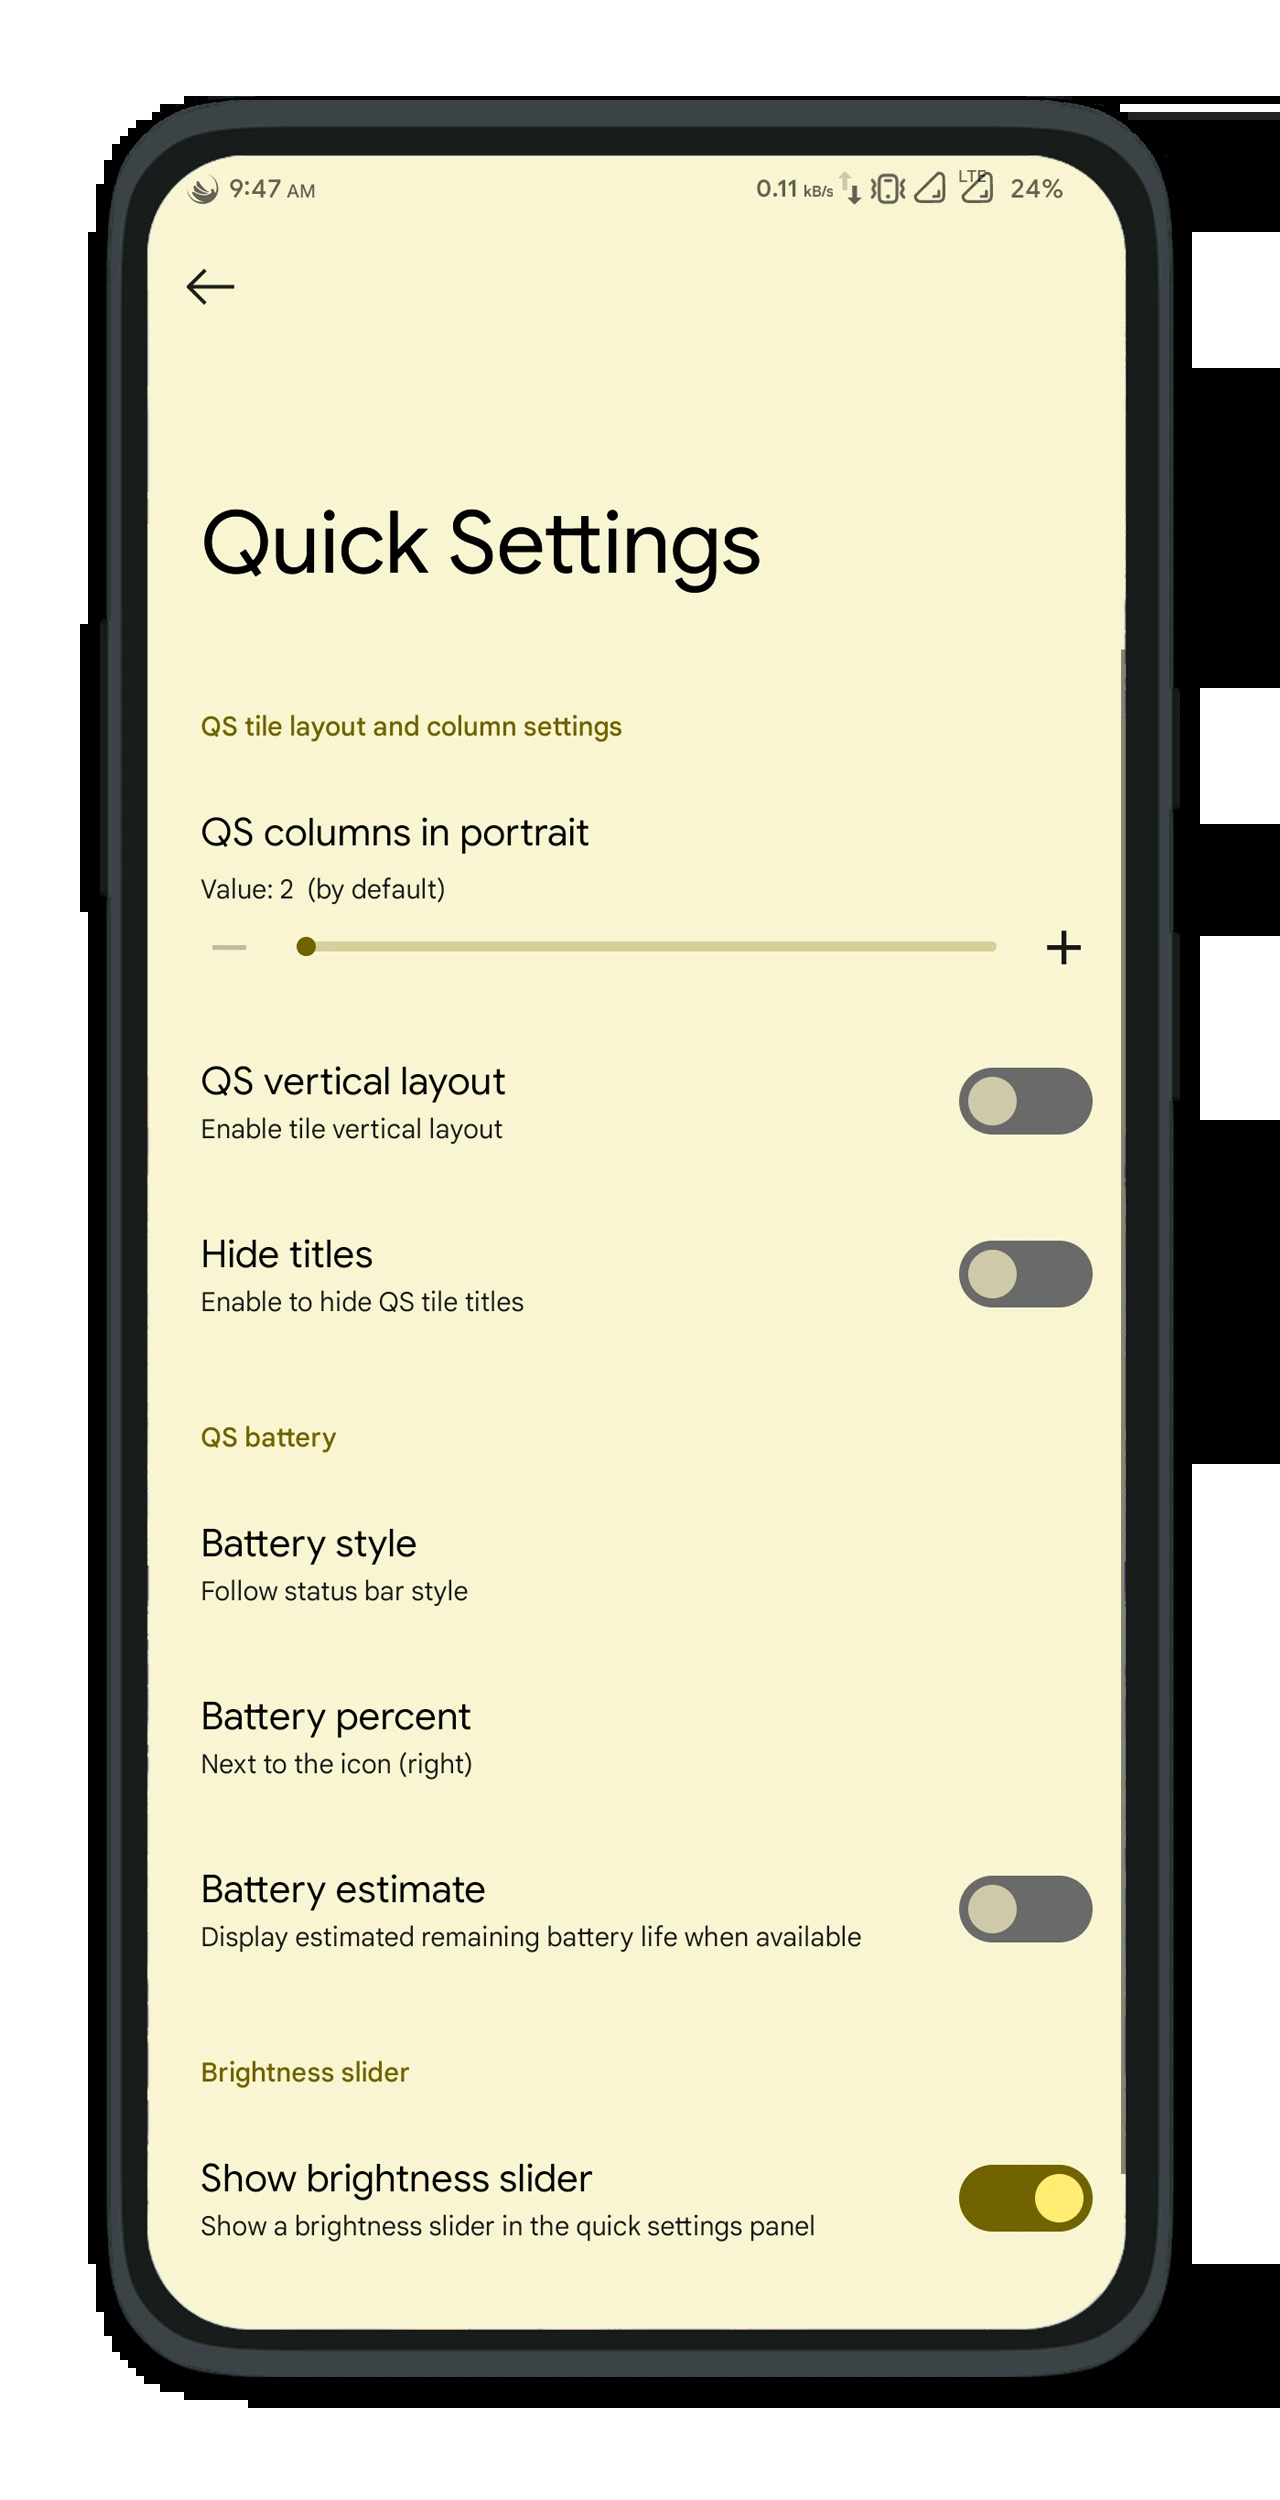 9:47 AM
0.11 kB/s LTE 24%
Quick Settings
QS tile layout and column settings
QS columns in portrait
Value: 2 (by default)
QS vertical layout
Enable tile vertical layout
Hide titles
Enable to hide QS tile titles
QS battery
Battery style
Follow status bar style
Battery percent
Next to the icon (right)
Battery estimate
Display estimated remaining battery life when available
Brightness slider
Show brightness slider
Show a brightness slider in the quick settings panel